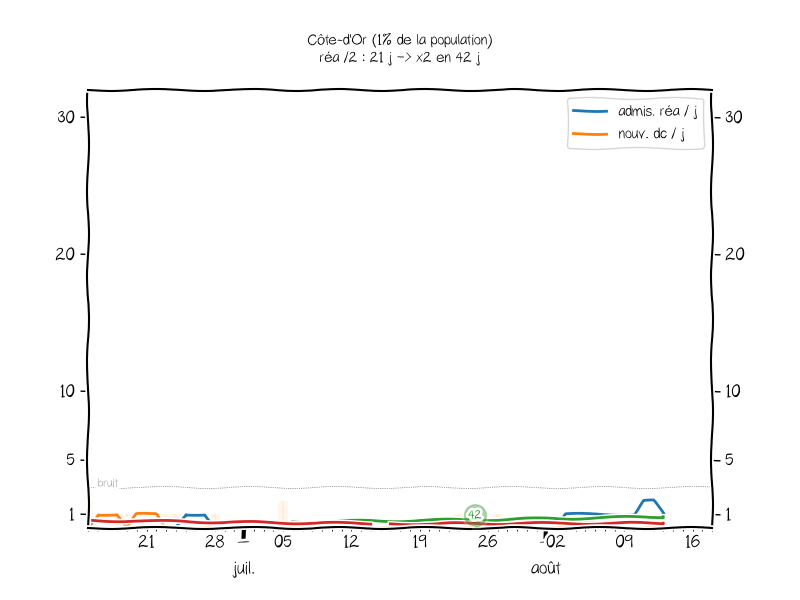 Côte-d'Or (1% de la population)
réa /2 : 21 j -> x2 en 42 j
admis. réa / j
nouv. dc / j
30 30
20 20
10 10
5 5
bruit
1 42 1
21 28 05 12 19 26 02 09 16
juil. août